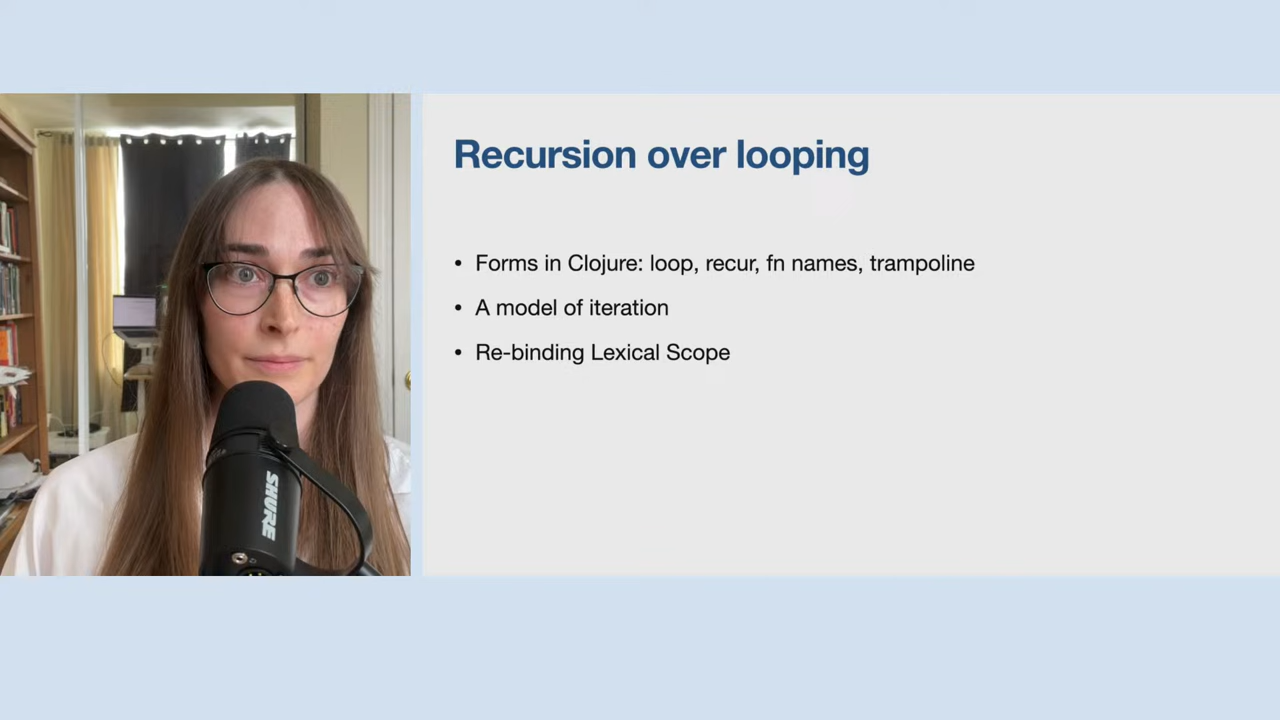 Recursion over looping
• Forms in Clojure: loop, recur, fn names, trampoline
• A model of iteration
• Re-binding Lexical Scope
SHURE